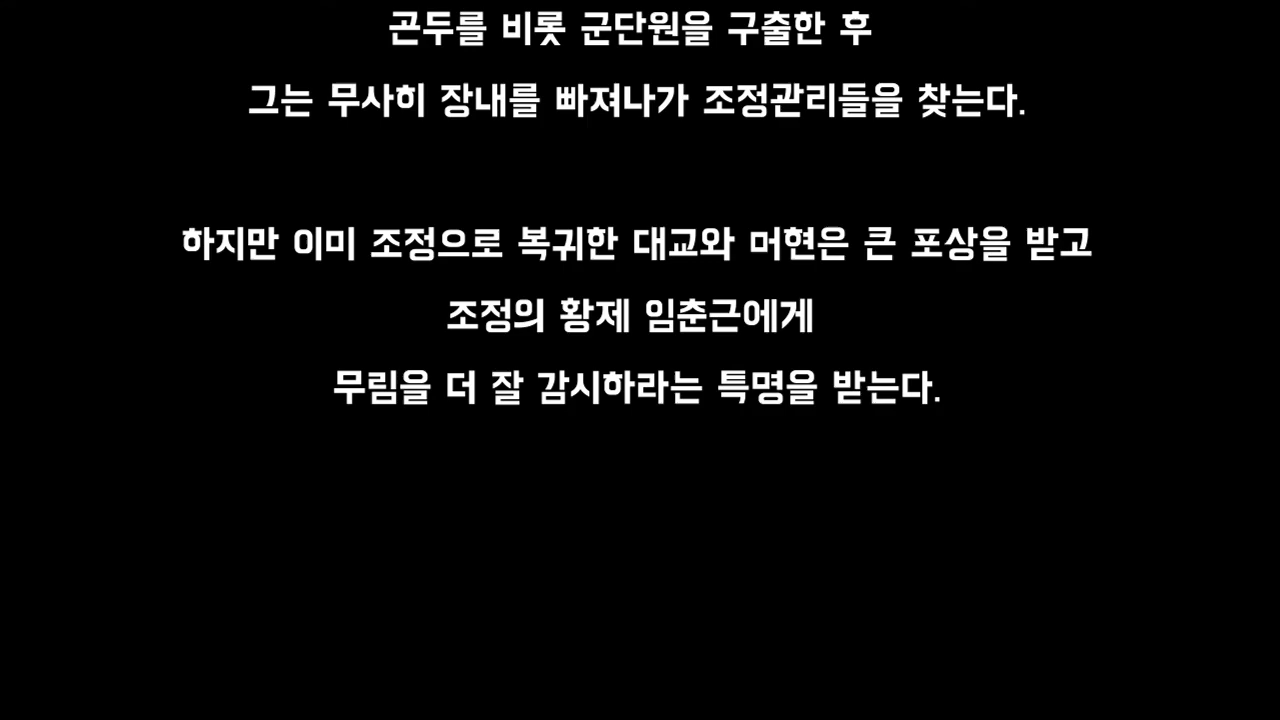 곤두를 비롯 군단원을 구출한 후
그는 무사히 장내를 빠져나가 조정관리들을 찾는다.
하지만 이미 조정으로 복귀한 대교와 머현은 큰 포상을 받고
조정의 황제 임춘근에게
무림을 더 잘 감시하라는 특명을 받는다.